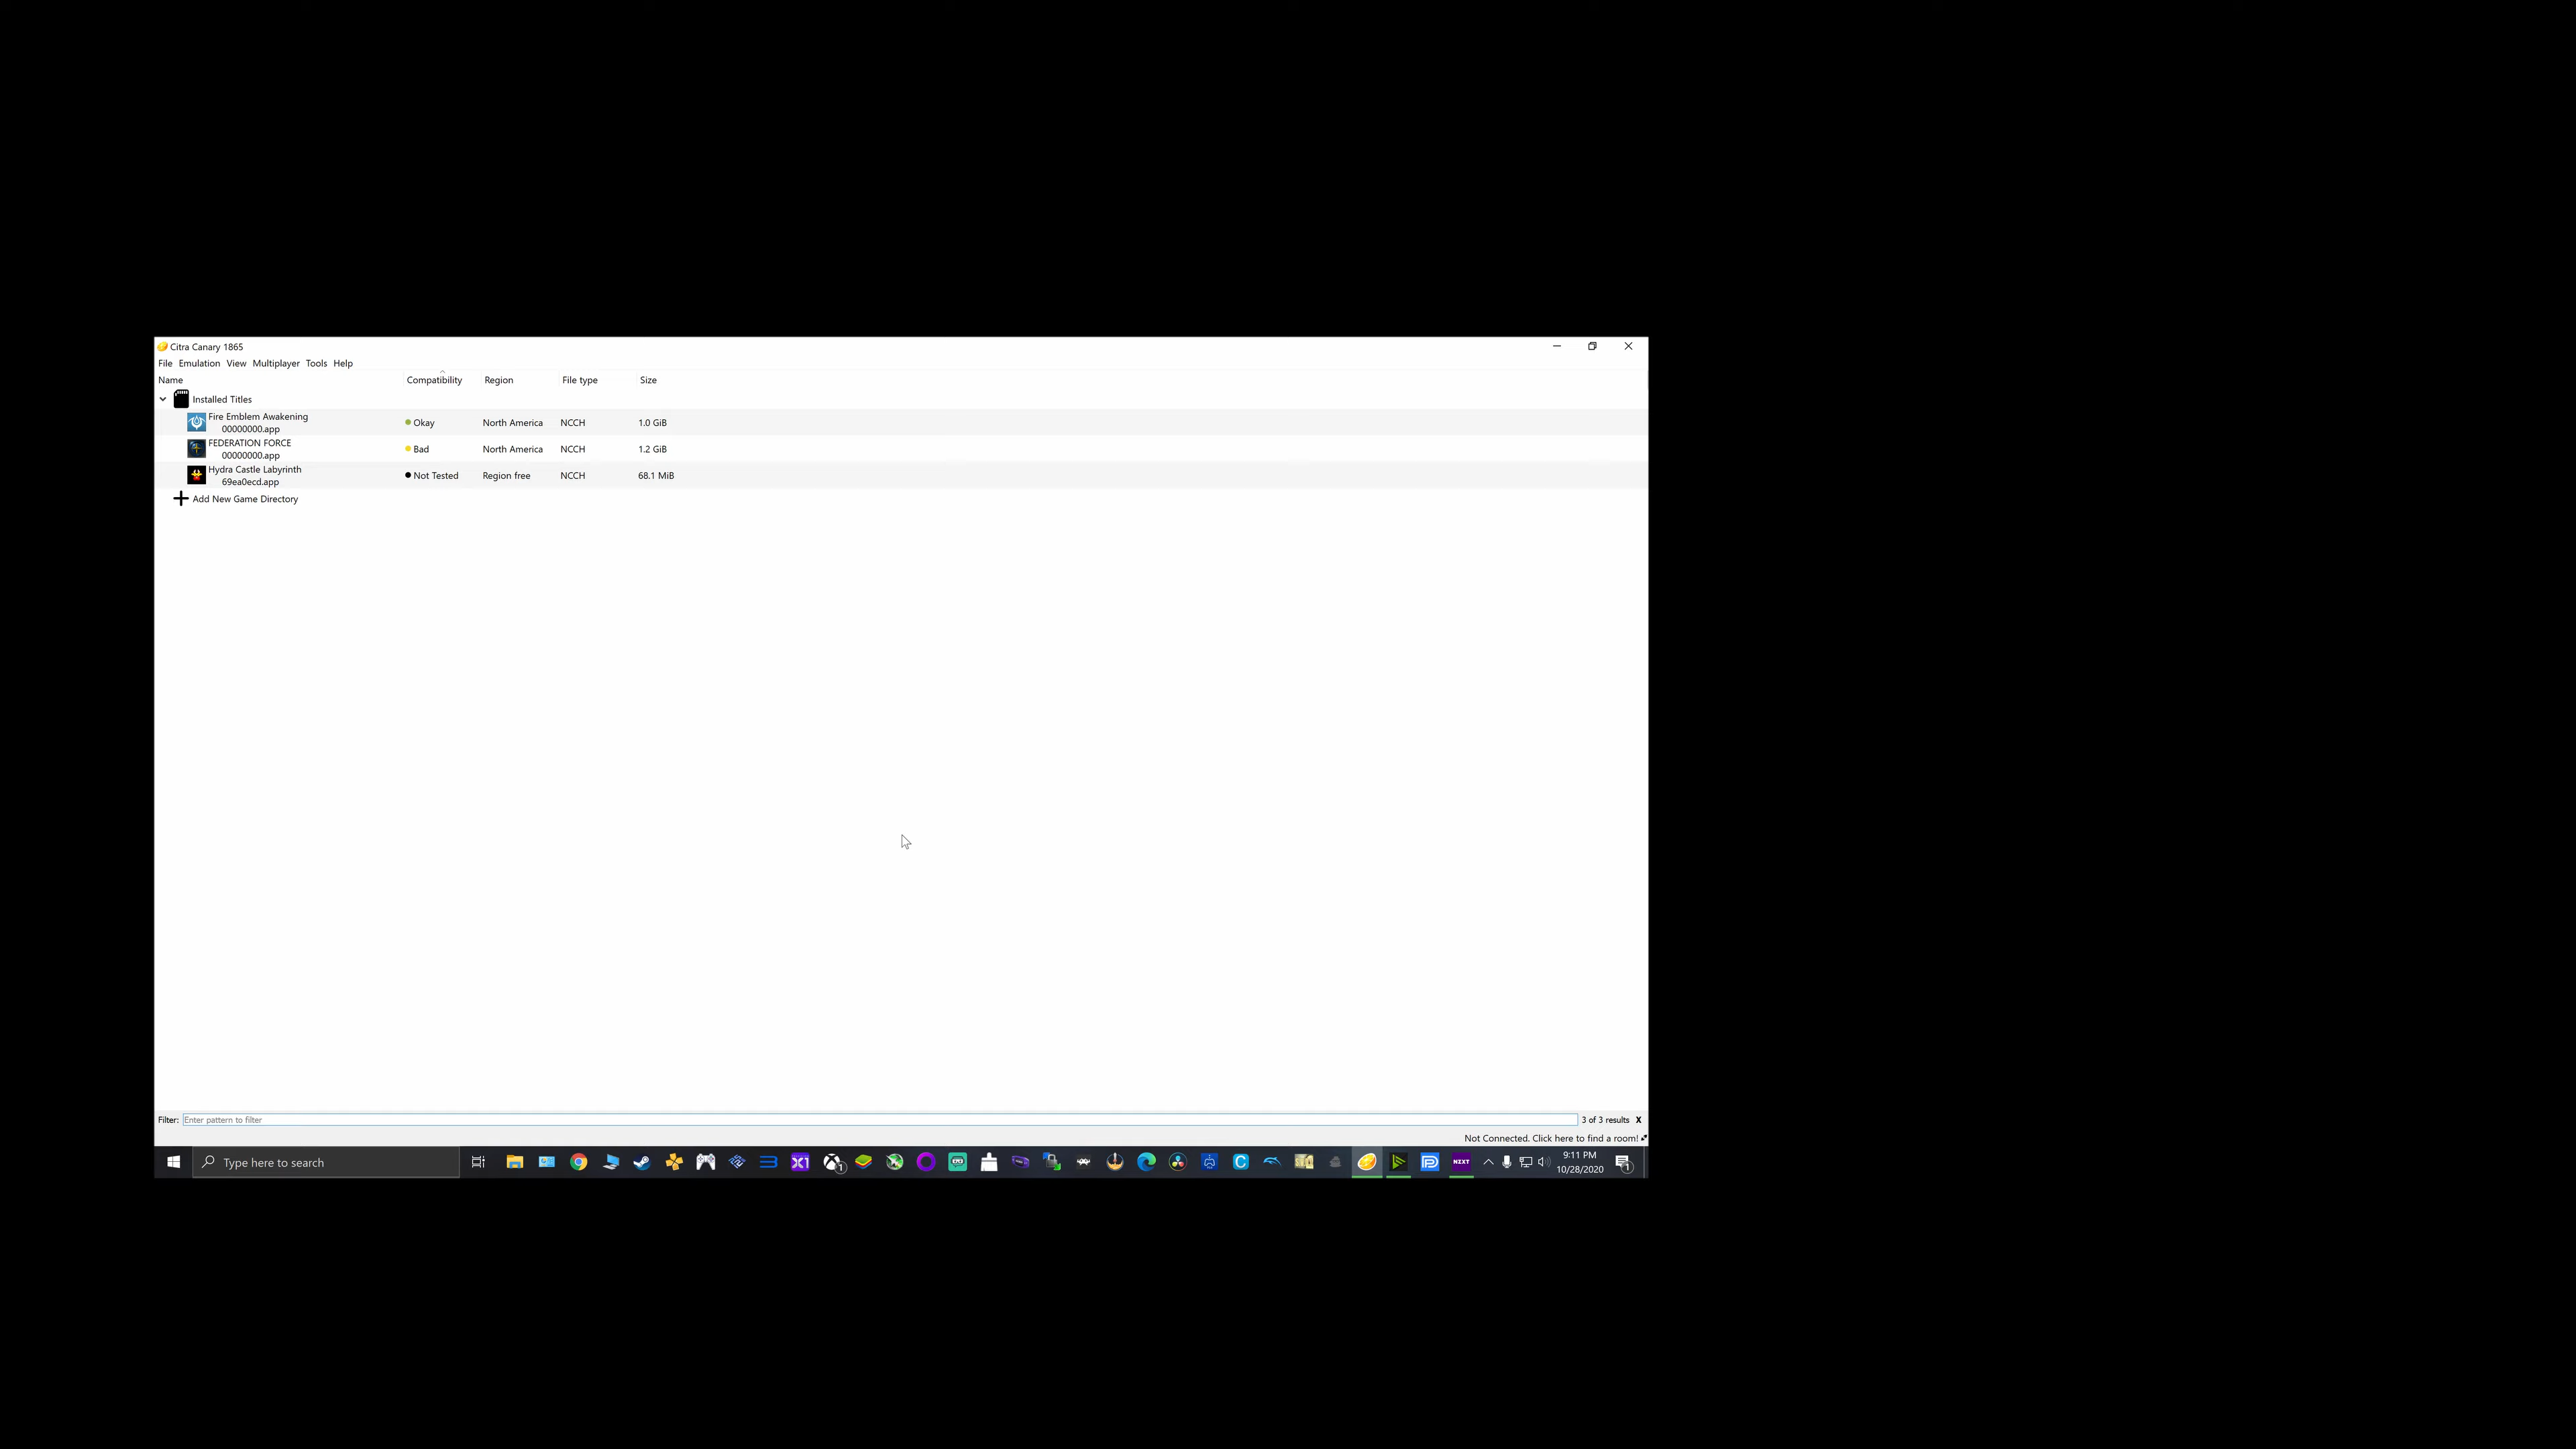 Citra Canary 1865
File Emulation View Multiplayer Tools Help
Name Compatibility Region File type Size
Installed Titles
Fire Emblem Awakening
00000000.app
Okay North America NCCH 1.0 GiB
FEDERATION FORCE
00000000.app
Bad North America NCCH 1.2 GiB
Hydra Castle Labyrinth
69ea0ecd.app
Not Tested Region free NCCH 68.1 MiB
Add New Game Directory
Filter: Enter pattern to filter 3 of 3 results X
Not Connected. Click here to find a room!
Type here to search
X1
1
C
NZXT
9:11 PM
10/28/2020
1